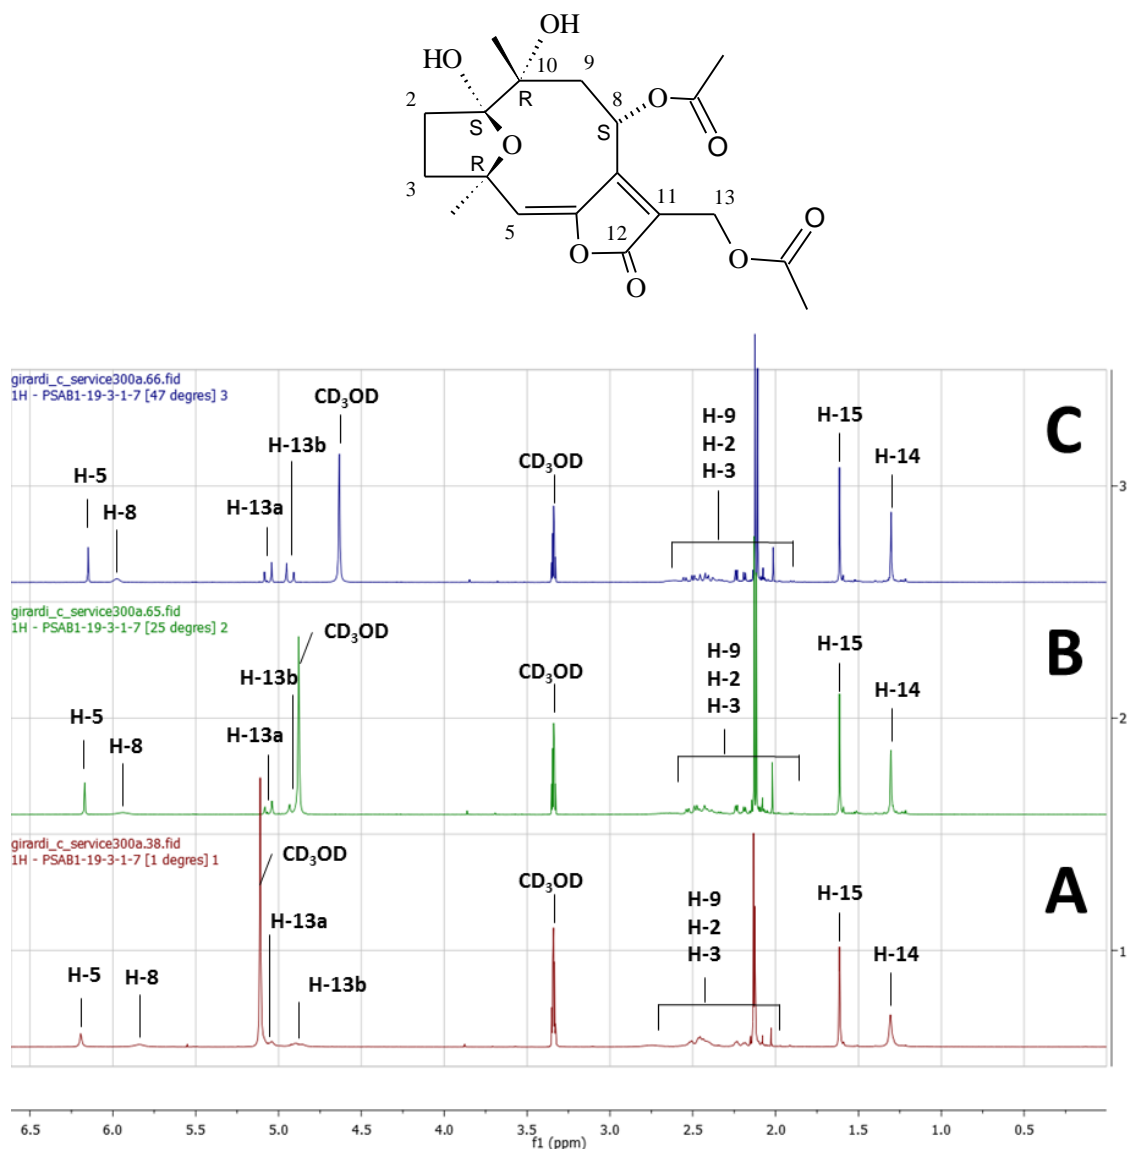 OH
HO
10
9
R
2
8
O
S
S
O
O
R
3
11
13
5
12
O
O
O
O
girardi_c_service300a.66.fid
1H - PSAB1-19-3-1-7 [47 degres] 3
CD3OD
H-9
H-2
H-3
H-15
C
H-13b
CD3OD
H-14
H-5
H-8
H-13a
3
girardi_c_service300a.65.fid
1H - PSAB1-19-3-1-7 [25 degres] 2
CD3OD
H-9
H-2
H-3
H-15
B
H-13b
CD3OD
H-14
H-5
H-8
H-13a
2
girardi_c_service300a.38.fid
1H - PSAB1-19-3-1-7 [1 degres] 1
CD3OD
CD3OD
H-9
H-2
H-3
H-15
A
H-13a
H-14
H-5
H-8
H-13b
1
6.5 6.0 5.5 5.0 4.5 4.0 3.5 3.0 2.5 2.0 1.5 1.0 0.5
f1 (ppm)